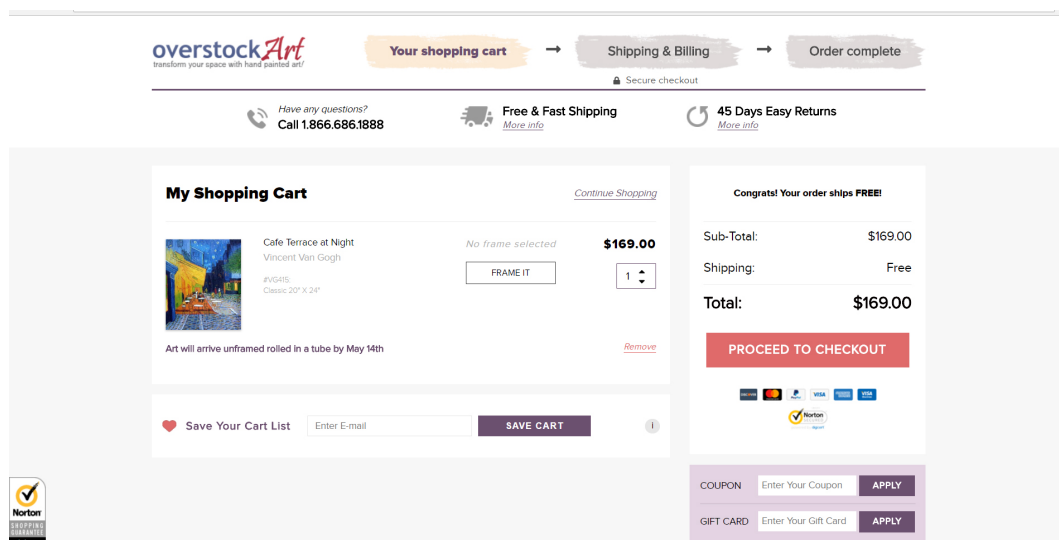 overstockArt
transform your space with hand painted art!
Your shopping cart
Shipping & Billing
Order complete
Secure checkout
Have any questions?
Call 1.866.686.1888
Free & Fast Shipping
More info
45 Days Easy Returns
More info
My Shopping Cart
Continue Shopping
Cafe Terrace at Night
Vincent Van Gogh
#VG415:
Classic 20" X 24"
No frame selected
FRAME IT
$169.00
1
Art will arrive unframed rolled in a tube by May 14th
Remove
Save Your Cart List
Enter E-mail
SAVE CART
i
Congrats! Your order ships FREE!
Sub-Total: $169.00
Shipping: Free
Total: $169.00
PROCEED TO CHECKOUT
PayPal
VISA
VISA
Norton
COUPON Enter Your Coupon APPLY
GIFT CARD Enter Your Gift Card APPLY
Norton
SHOPPING
GUARANTEE